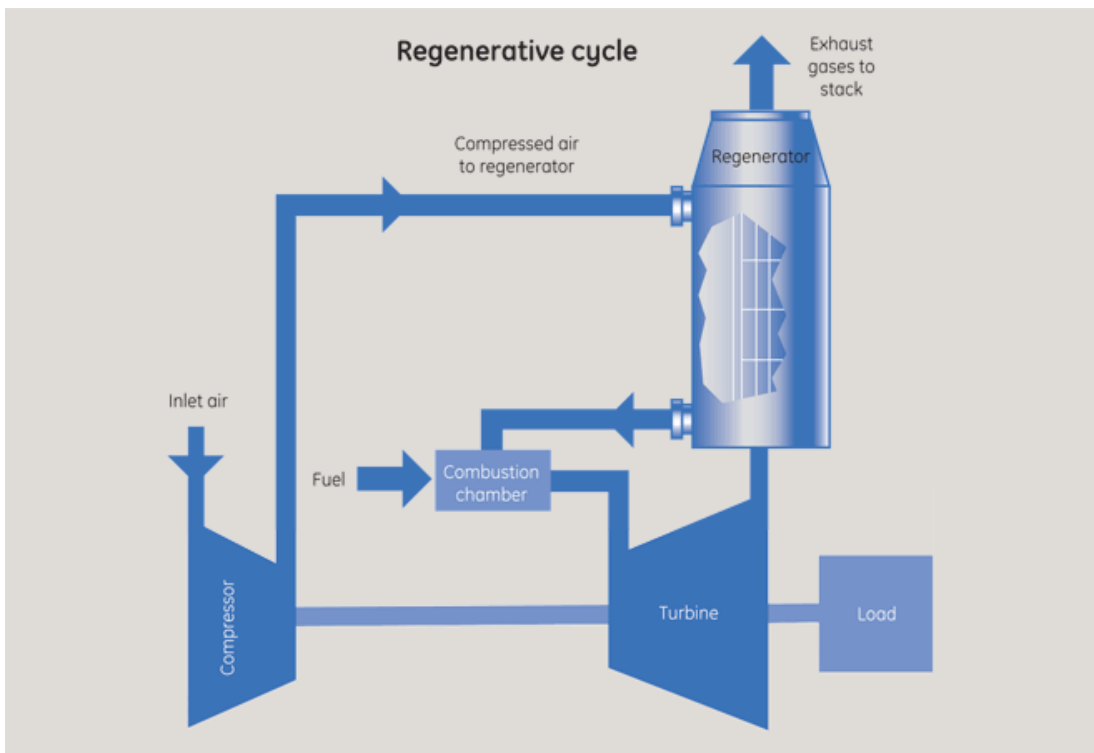 Regenerative cycle
Exhaust
gases to
stack
Compressed air
to regenerator
Regenerator
Inlet air
Fuel
Combustion
chamber
Compressor
Turbine
Load